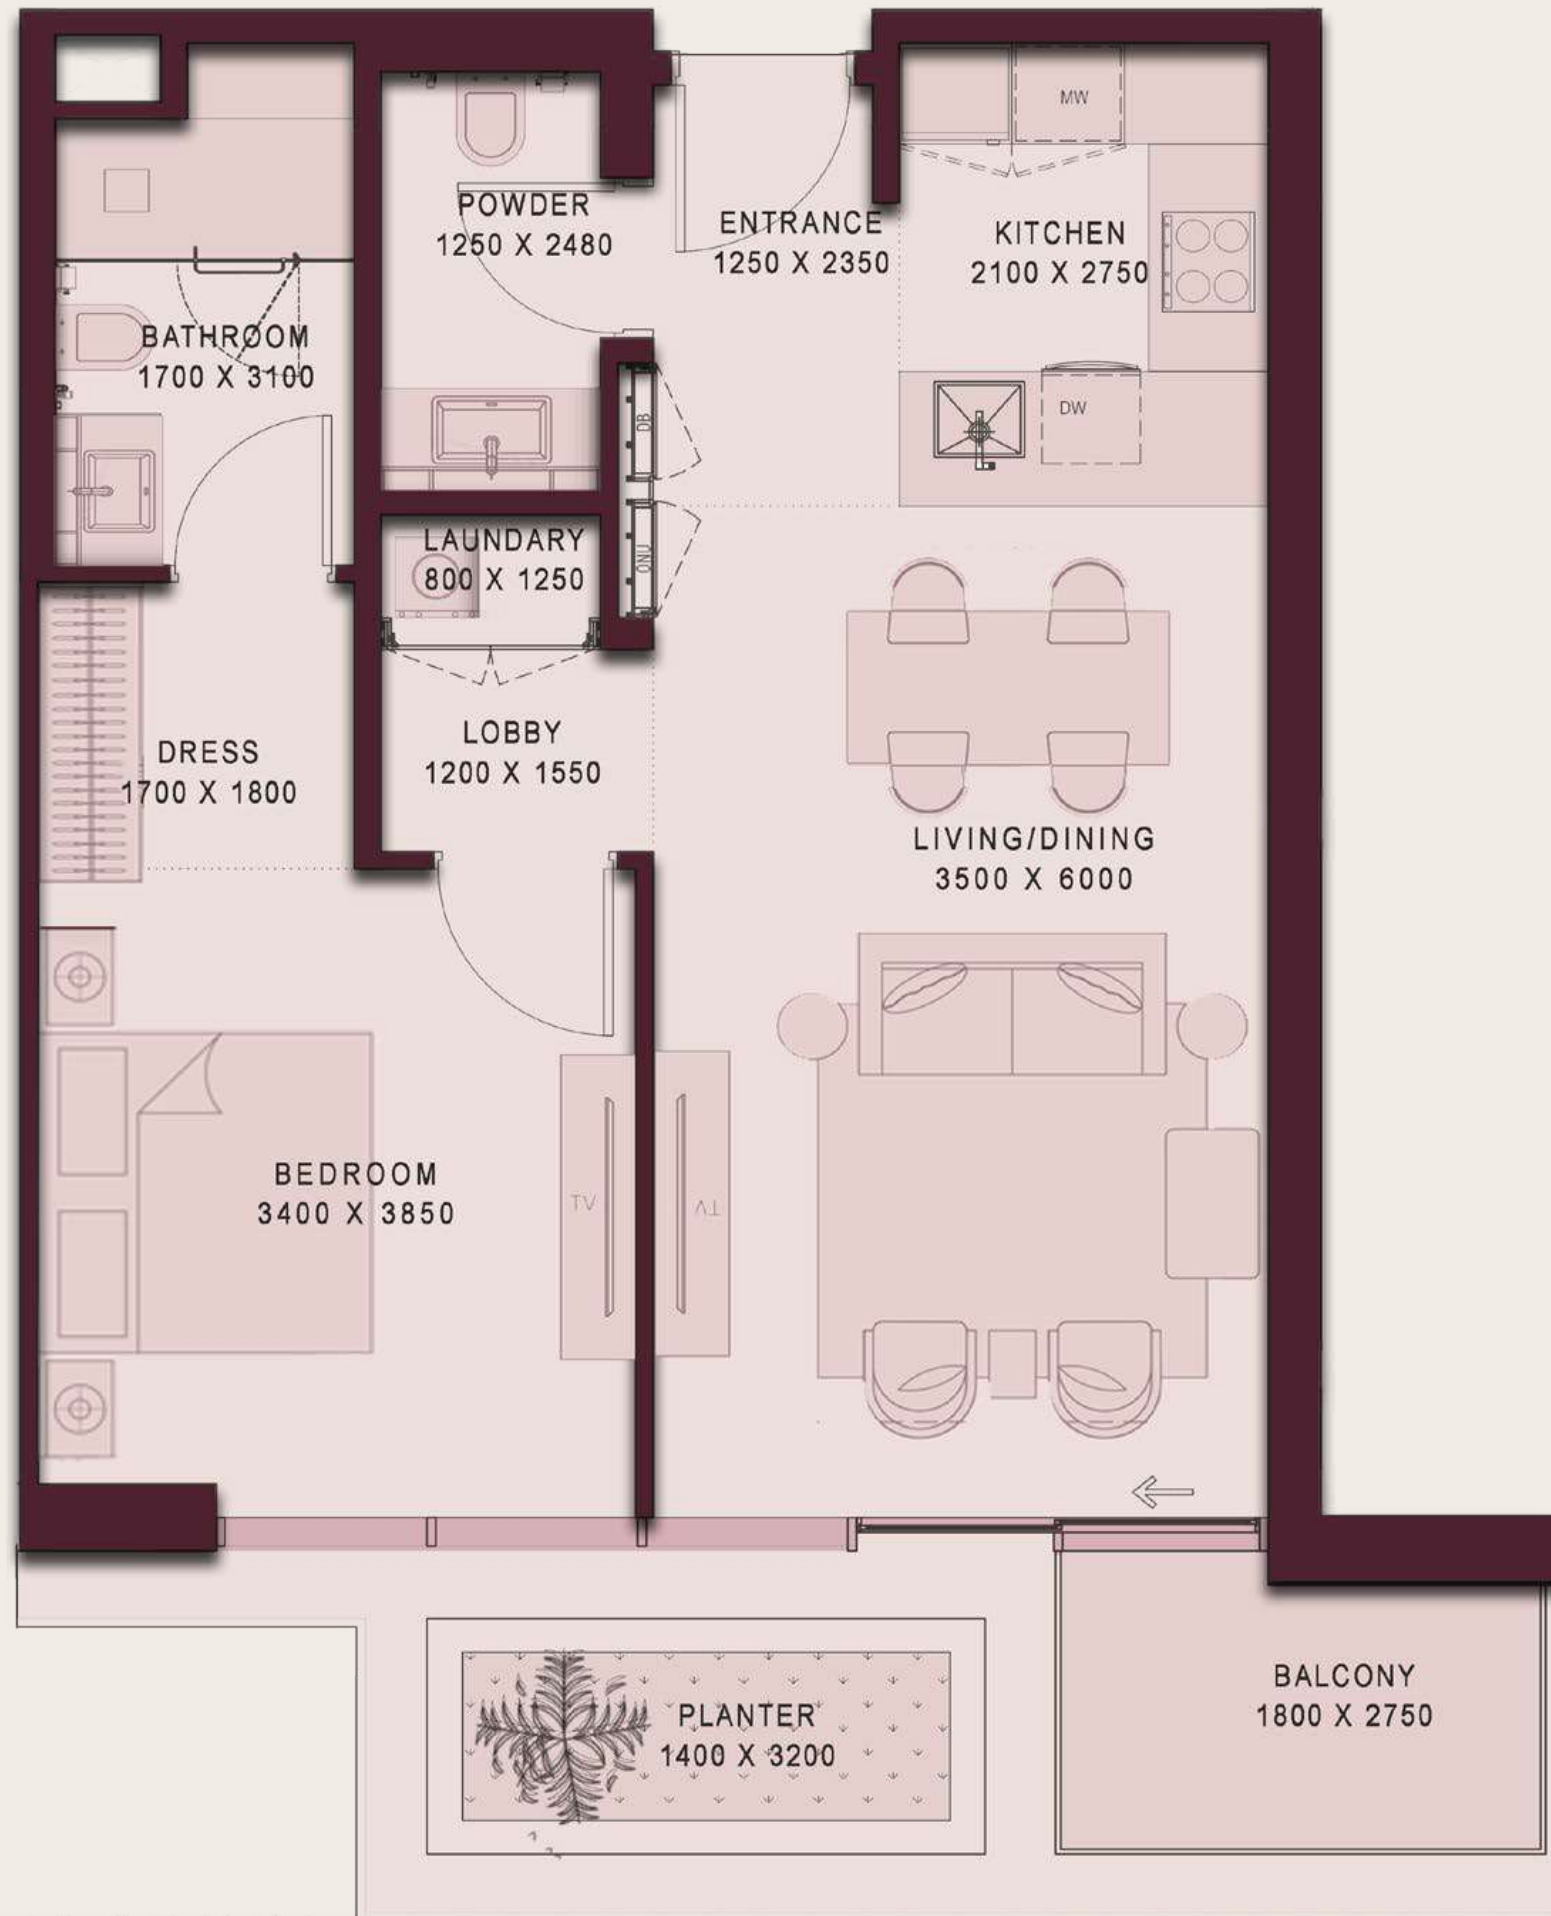 MW
POWDER
1250 X 2480
ENTRANCE
1250 X 2350
KITCHEN
2100 X 2750
BATHROOM
1700 X 3100
DB
DW
LAUNDARY
800 X 1250
ONU
LOBBY
1200 X 1550
DRESS
1700 X 1800
LIVING/DINING
3500 X 6000
BEDROOM
3400 X 3850
TV
TV
BALCONY
1800 X 2750
PLANTER
1400 X 3200